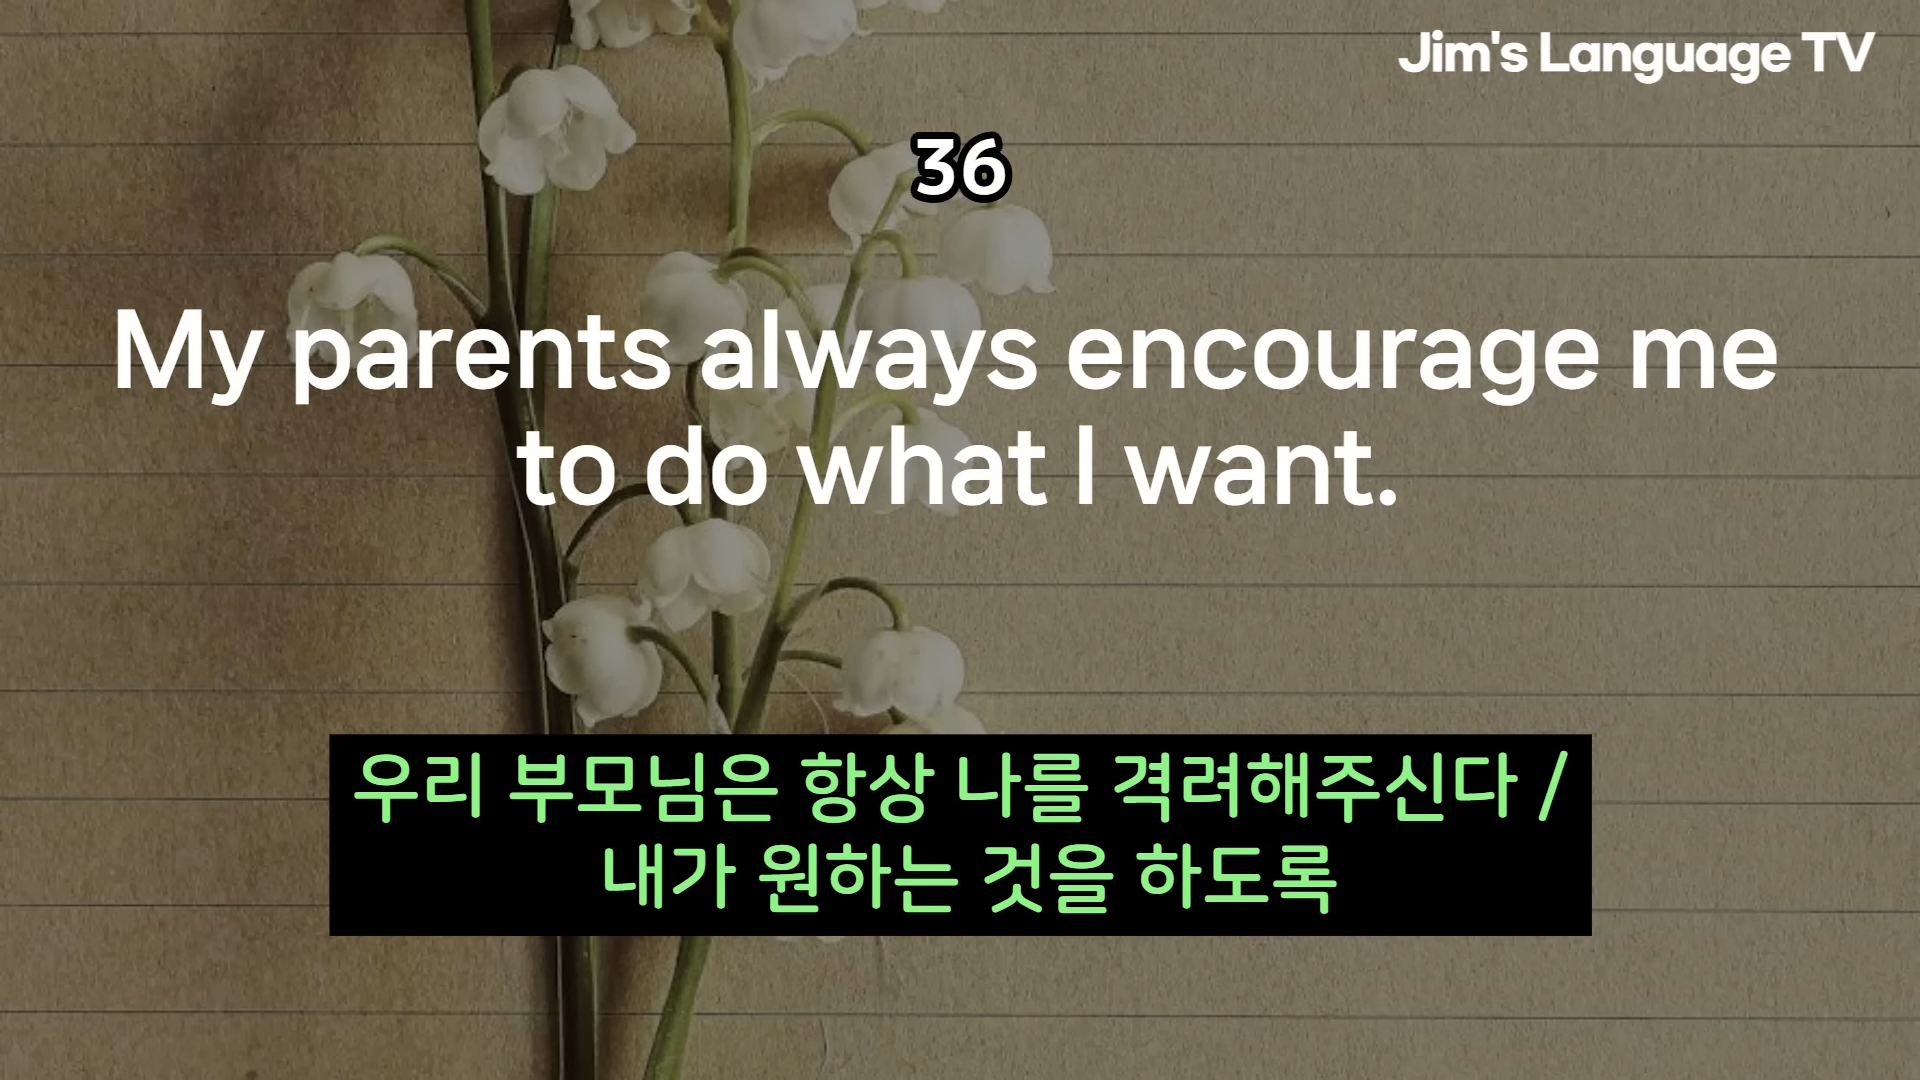 Jim's Language TV
36
My parents always encourage me
to do what I want.
우리 부모님은 항상 나를 격려해주신다 /
내가 원하는 것을 하도록